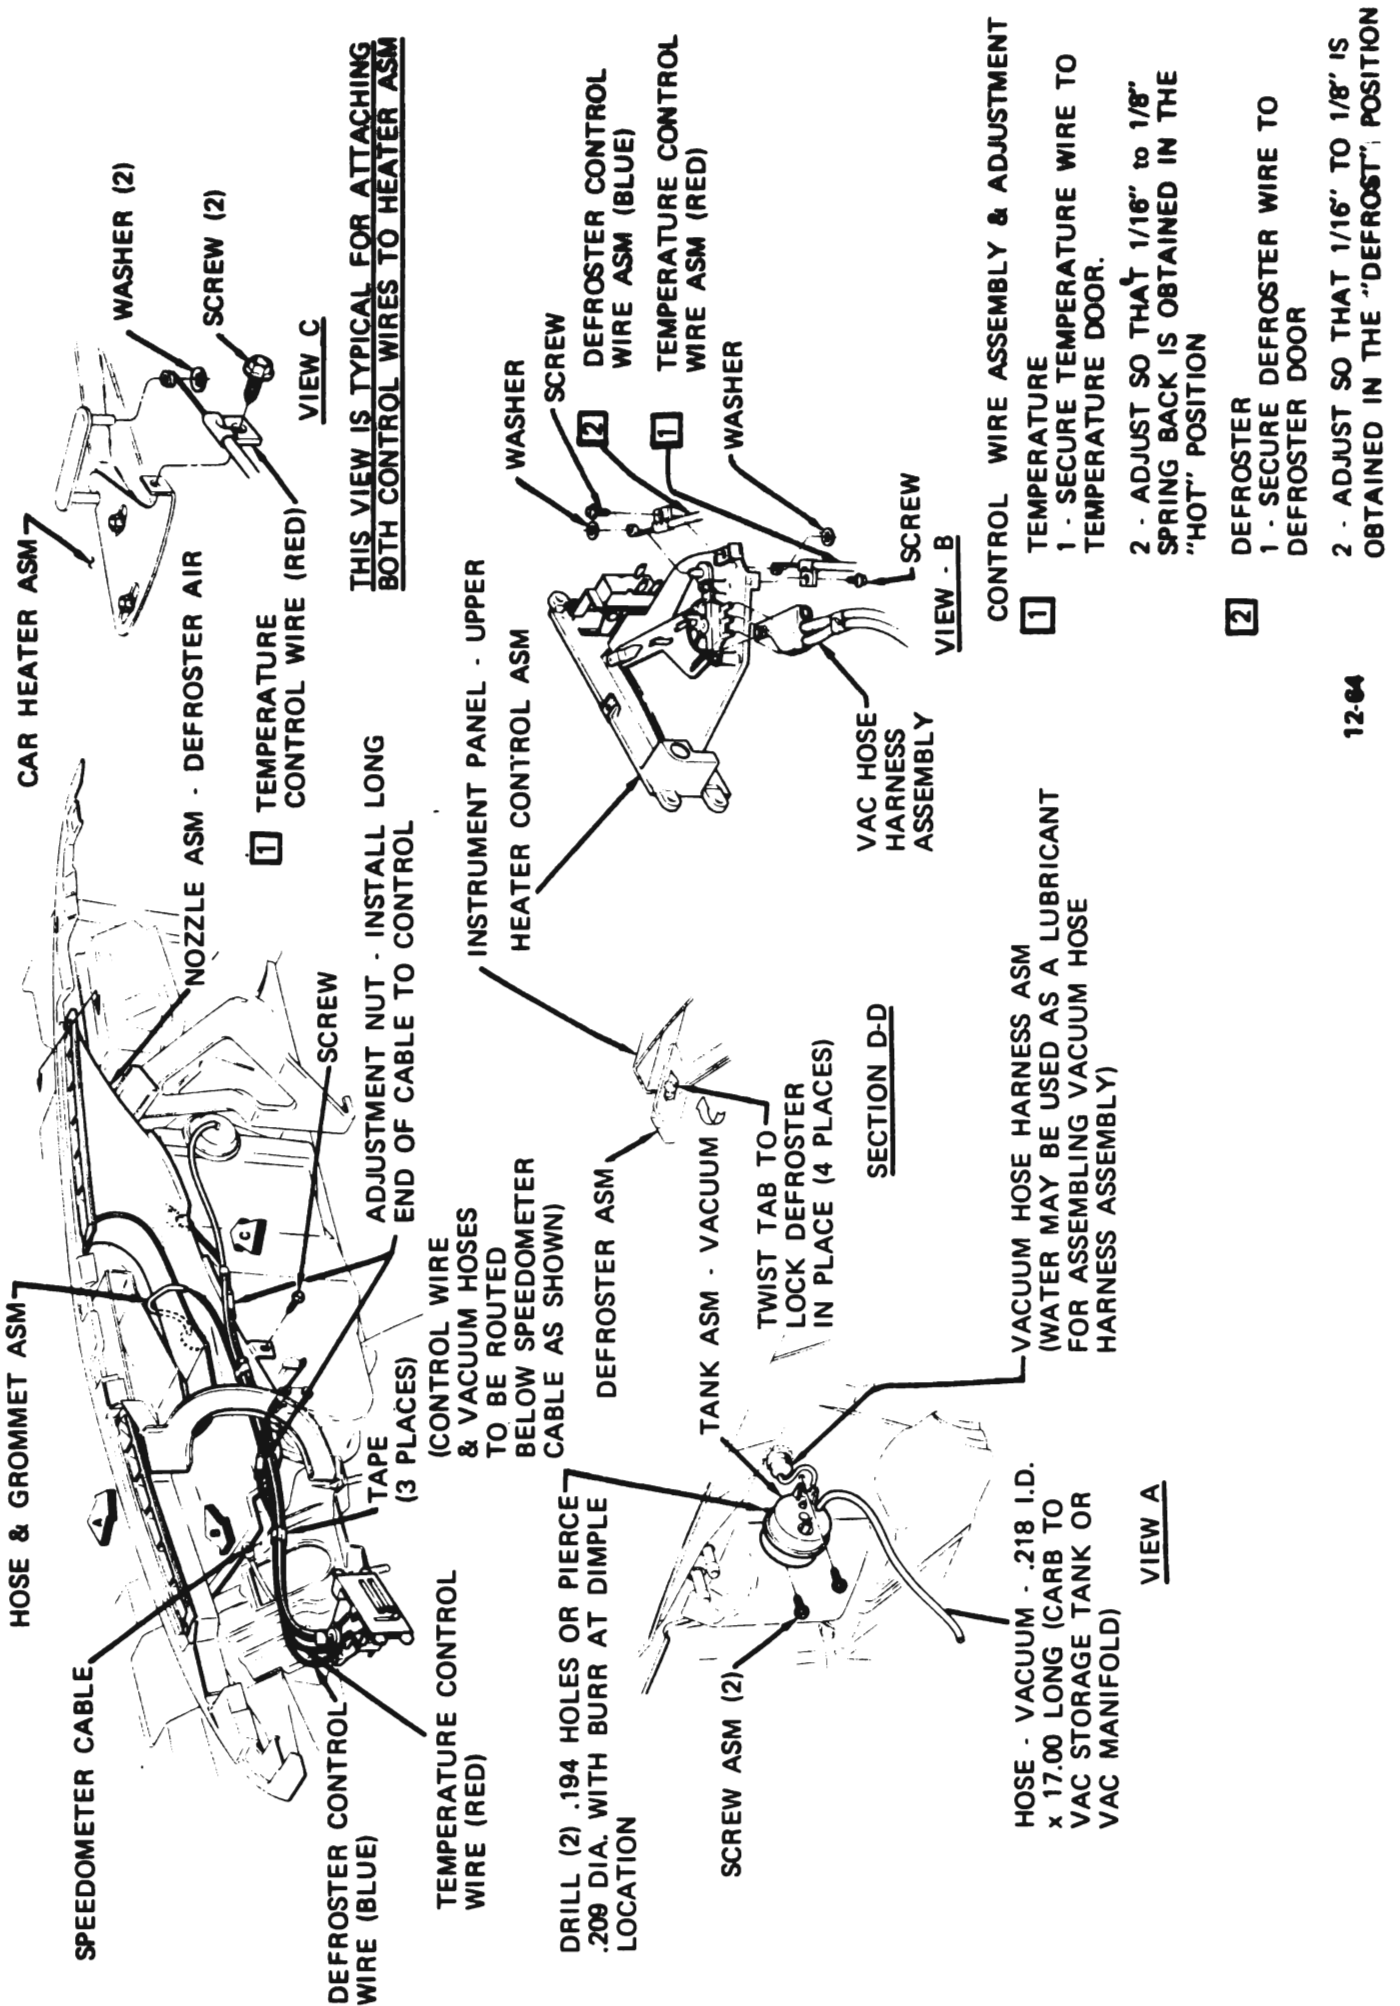 HOSE & GROMMET ASM
SPEEDOMETER CABLE
DEFROSTER CONTROL
WIRE (BLUE)
TEMPERATURE CONTROL
WIRE (RED)
TAPE
(3 PLACES)
(CONTROL WIRE
& VACUUM HOSES
TO BE ROUTED
BELOW SPEEDOMETER
CABLE AS SHOWN)
ADJUSTMENT NUT - INSTALL LONG
END OF CABLE TO CONTROL
SCREW
NOZZLE ASM - DEFROSTER AIR
A
B
C
CAR HEATER ASM
WASHER (2)
SCREW (2)
1 TEMPERATURE
CONTROL WIRE (RED)
VIEW C
THIS VIEW IS TYPICAL FOR ATTACHING
BOTH CONTROL WIRES TO HEATER ASM
DRILL (2) .194 HOLES OR PIERCE
.209 DIA. WITH BURR AT DIMPLE
LOCATION
TANK ASM - VACUUM
SCREW ASM (2)
VACUUM HOSE HARNESS ASM
(WATER MAY BE USED AS A LUBRICANT
FOR ASSEMBLING VACUUM HOSE
HARNESS ASSEMBLY)
HOSE - VACUUM - .218 I.D.
x 17.00 LONG (CARB TO
VAC STORAGE TANK OR
VAC MANIFOLD)
VIEW A
INSTRUMENT PANEL - UPPER
DEFROSTER ASM
TWIST TAB TO
LOCK DEFROSTER
IN PLACE (4 PLACES)
SECTION D-D
HEATER CONTROL ASM
WASHER
SCREW
2 DEFROSTER CONTROL
WIRE ASM (BLUE)
1 TEMPERATURE CONTROL
WIRE ASM (RED)
WASHER
SCREW
VAC HOSE
HARNESS
ASSEMBLY
VIEW - B
CONTROL WIRE ASSEMBLY & ADJUSTMENT
1 TEMPERATURE
1 - SECURE TEMPERATURE WIRE TO
TEMPERATURE DOOR.
2 - ADJUST SO THAT 1/16" to 1/8"
SPRING BACK IS OBTAINED IN THE
"HOT" POSITION
2 DEFROSTER
1 - SECURE DEFROSTER WIRE TO
DEFROSTER DOOR
2 - ADJUST SO THAT 1/16" TO 1/8" IS
OBTAINED IN THE "DEFROST" POSITION
12-64